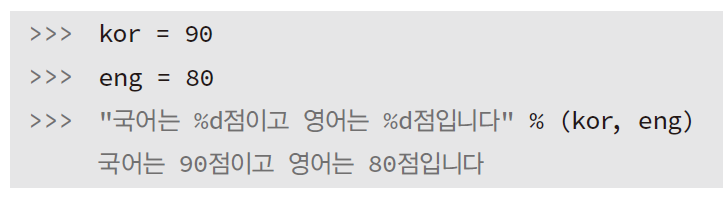 >>> kor = 90
>>> eng = 80
>>> "국어는 %d점이고 영어는 %d점입니다" % (kor, eng)
국어는 90점이고 영어는 80점입니다